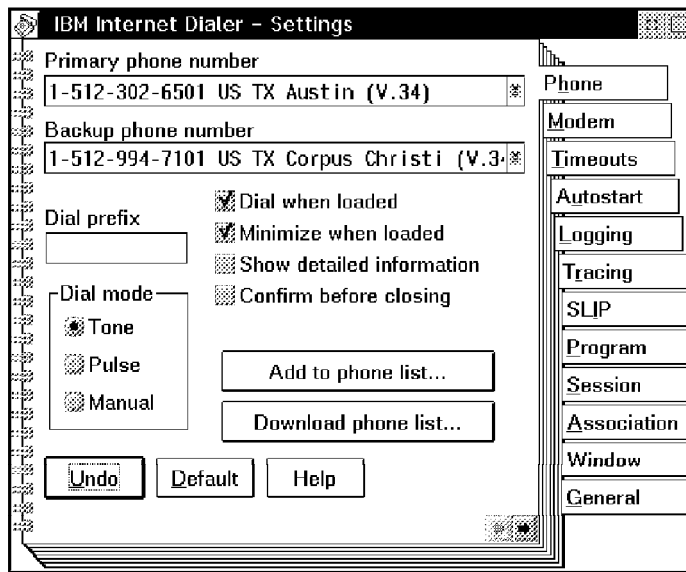 IBM Internet Dialer – Settings
Primary phone number
1-512-302-6501 US TX Austin (V.34)
Backup phone number
1-512-994-7101 US TX Corpus Christi (V.3
Dial prefix
Dial when loaded
Minimize when loaded
Show detailed information
Confirm before closing
Dial mode
Tone
Pulse
Manual
Add to phone list...
Download phone list...
Undo
Default
Help
Phone
Modem
Timeouts
Autostart
Logging
Tracing
SLIP
Program
Session
Association
Window
General